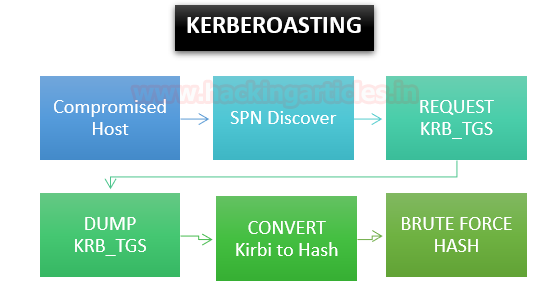 KERBEROASTING
www.hackingarticles.in
Compromised
Host
SPN Discover
REQUEST
KRB_TGS
DUMP
KRB_TGS
CONVERT
Kirbi to Hash
BRUTE FORCE
HASH